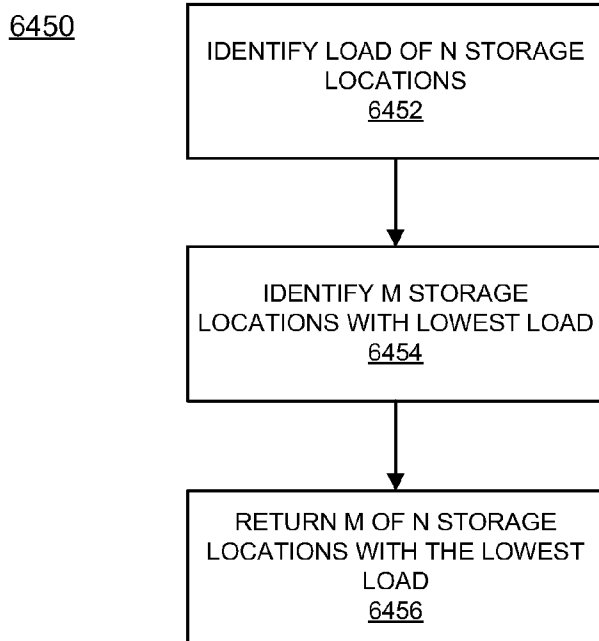 6450
IDENTIFY LOAD OF N STORAGE
LOCATIONS
6452
IDENTIFY M STORAGE
LOCATIONS WITH LOWEST LOAD
6454
RETURN M OF N STORAGE
LOCATIONS WITH THE LOWEST
LOAD
6456